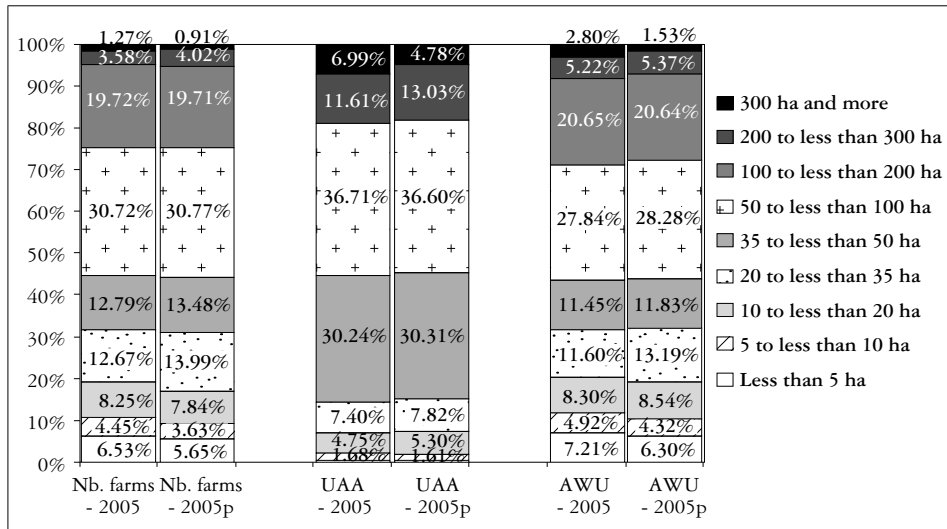 1.27% 0.91% 2.80% 1.53%
100%
3.58% 4.02% 6.99% 4.78% 5.22% 5.37%
90%
19.72% 19.71% 11.61% 13.03% 20.65% 20.64%
80%
70%
30.72% 30.77% 36.71% 36.60% 27.84% 28.28%
60%
50%
40%
12.79% 13.48% 30.24% 30.31% 11.45% 11.83%
30%
12.67% 13.99% 11.60% 13.19%
20%
8.25% 7.84% 7.40% 7.82% 8.30% 8.54%
10%
4.45% 3.63% 4.75% 5.30% 4.92% 4.32%
6.53% 5.65% 1.68% 1.61% 7.21% 6.30%
0%
Nb. farms Nb. farms UAA UAA AWU AWU
- 2005 - 2005p - 2005 - 2005p - 2005 - 2005p
300 ha and more
200 to less than 300 ha
100 to less than 200 ha
50 to less than 100 ha
35 to less than 50 ha
20 to less than 35 ha
10 to less than 20 ha
5 to less than 10 ha
Less than 5 ha